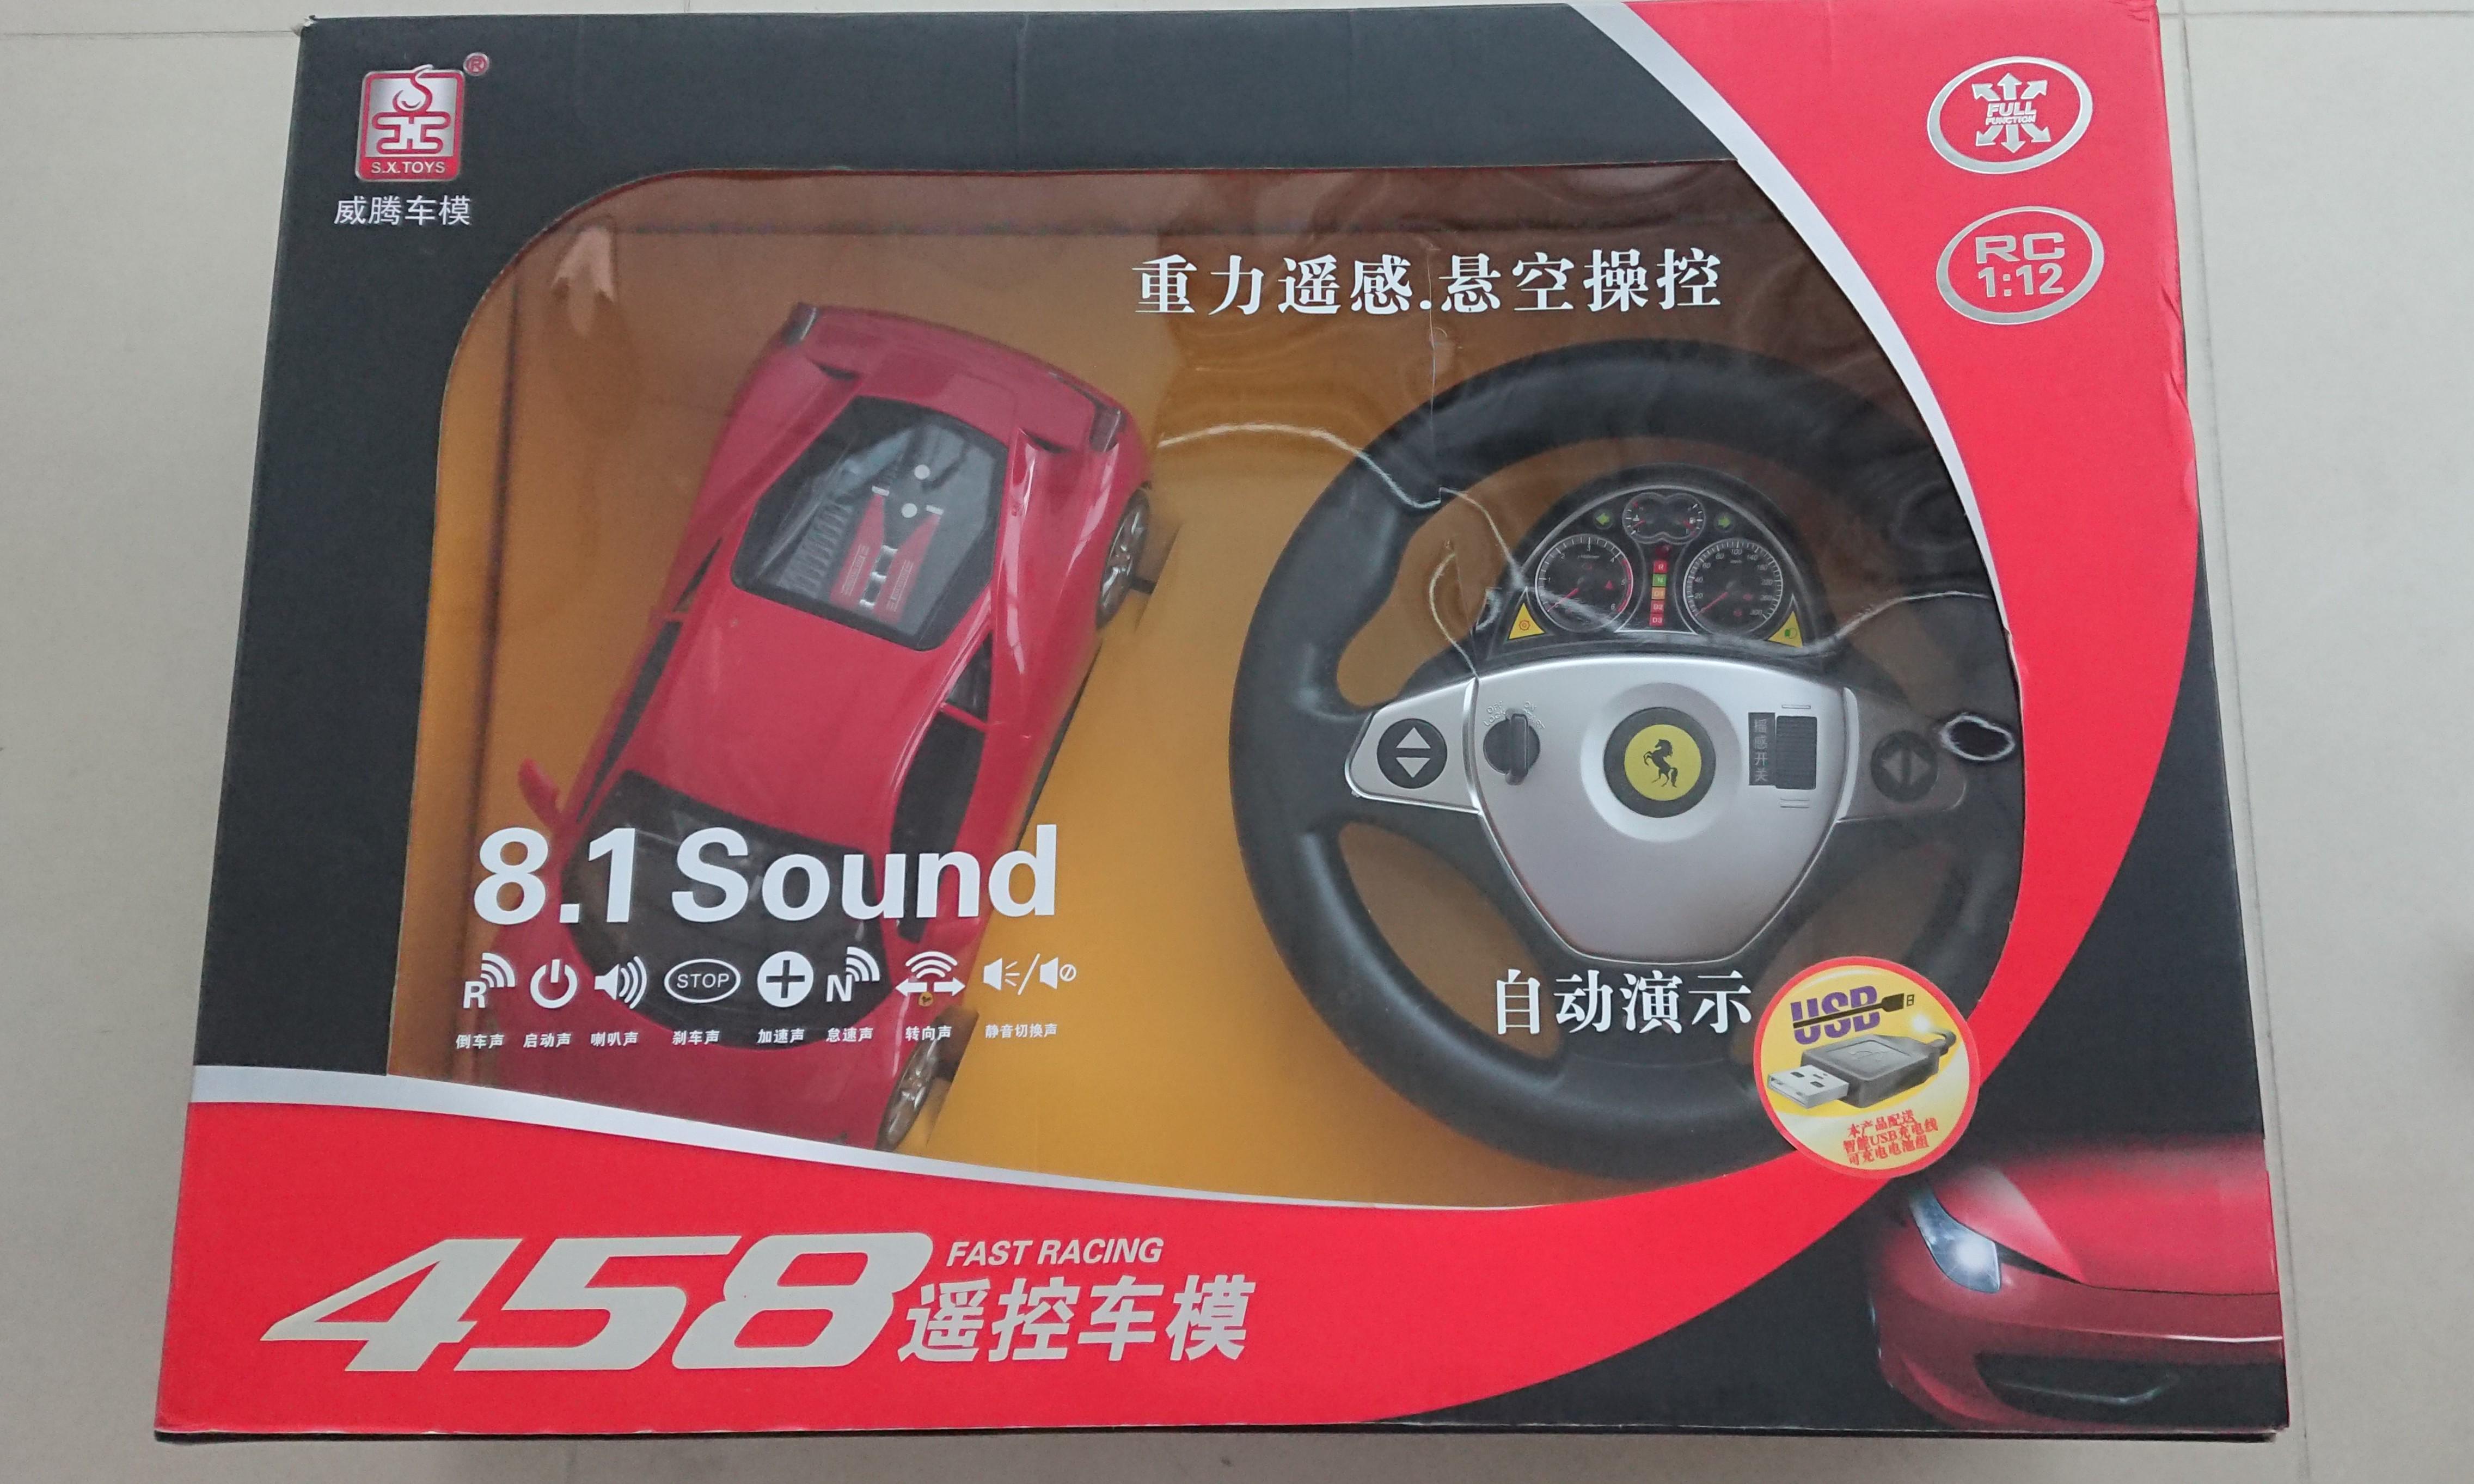 ®
S.X.TOYS
威腾车模
FULL
FUNCTION
RC
1:12
重力遥感.悬空操控
R
N
D1
D2
D3
摇感开关
8.1 Sound
R STOP N
倒车声 启动声 喇叭声 刹车声 加速声 怠速声 转向声 静音切换声
自动演示
USB
本产品配送
智能USB充电线
可充电电池组
458 FAST RACING
遥控车模